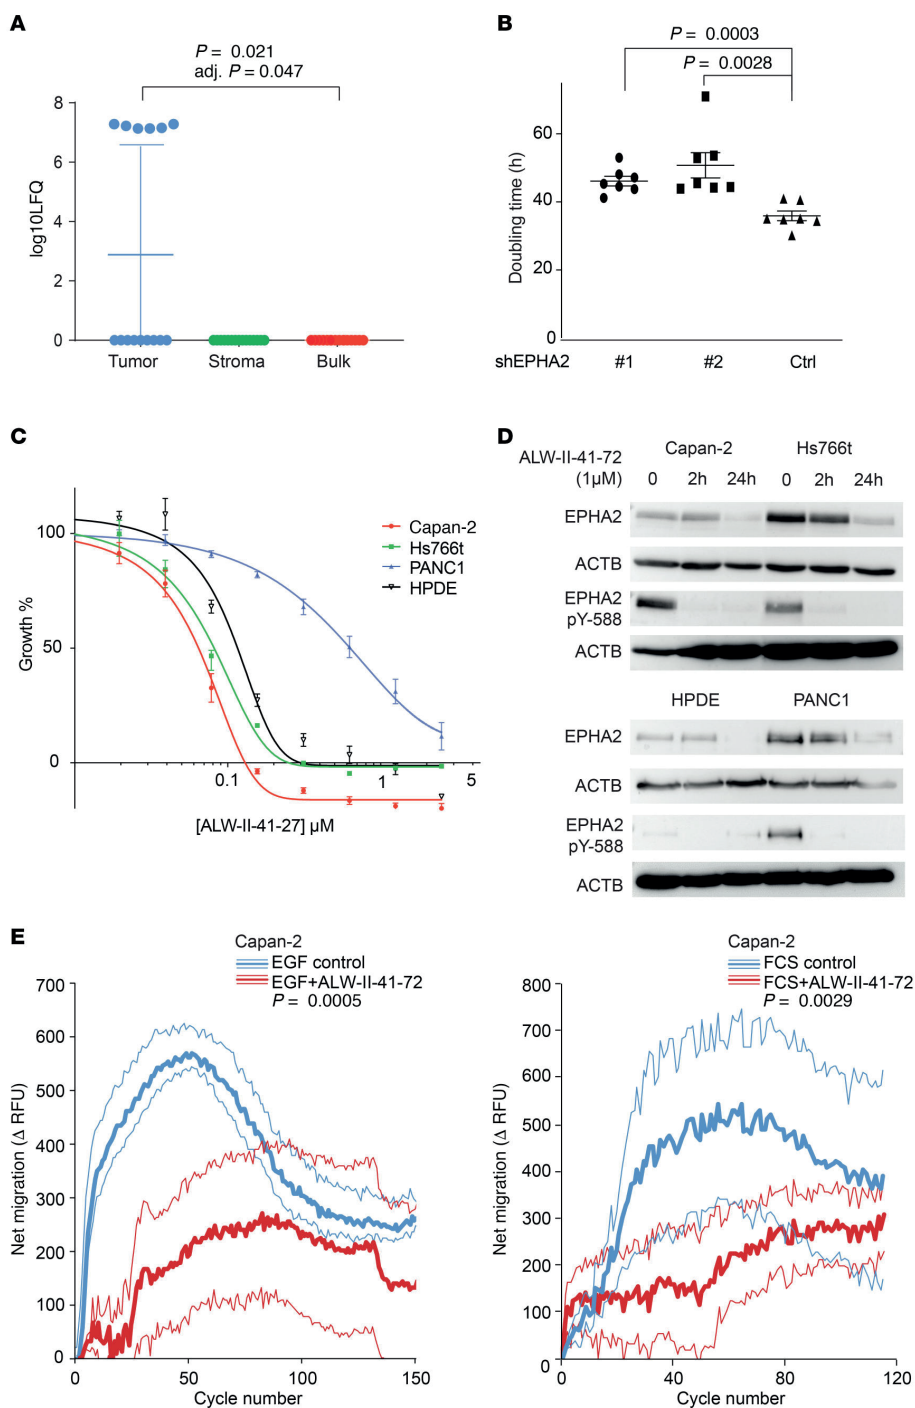 A
P = 0.021
adj. P = 0.047
log10LFQ
8
6
4
2
0
Tumor Stroma Bulk
B
P = 0.0003
P = 0.0028
Doubling time (h)
60
40
20
0
shEPHA2 #1 #2 Ctrl
C
Growth %
100
50
0
0.1 1 5
[ALW-II-41-27] µM
Capan-2
Hs766t
PANC1
HPDE
D
ALW-II-41-72
(1µM)
Capan-2 Hs766t
0 2h 24h 0 2h 24h
EPHA2
ACTB
EPHA2
pY-588
ACTB
HPDE PANC1
EPHA2
ACTB
EPHA2
pY-588
ACTB
E
Capan-2
EGF control
EGF+ALW-II-41-72
P = 0.0005
Net migration (Δ RFU)
700
600
500
400
300
200
100
0
0 50 100 150
Cycle number
Capan-2
FCS control
FCS+ALW-II-41-72
P = 0.0029
Net migration (Δ RFU)
800
700
600
500
400
300
200
100
0
0 40 80 120
Cycle number